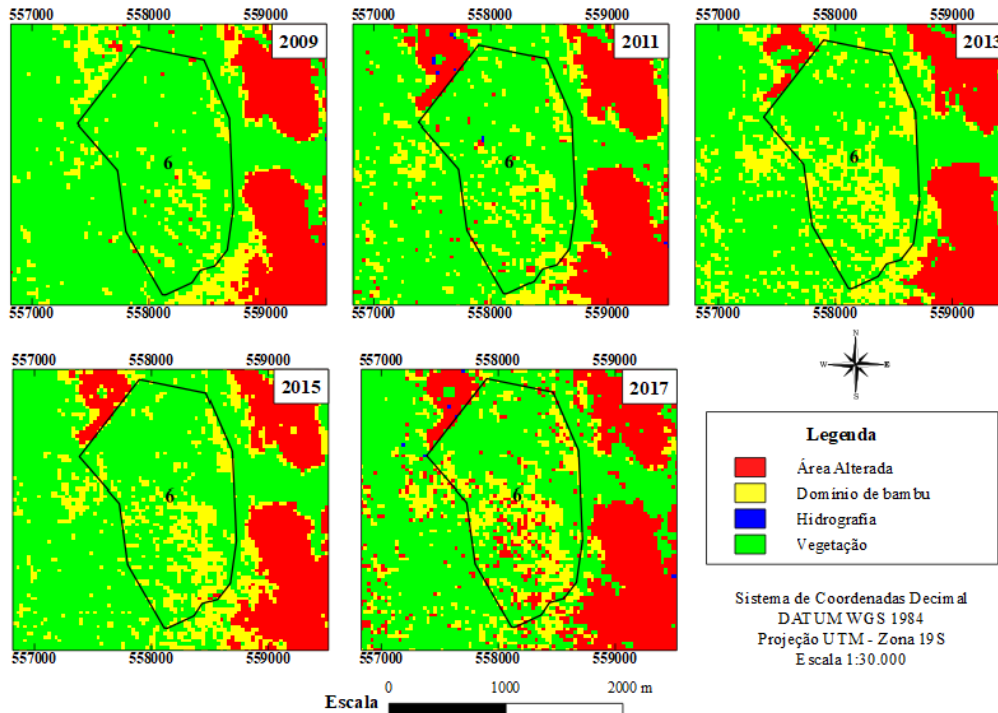 557000 558000 559000
2009
6
557000 558000 559000
557000 558000 559000
2011
6
557000 558000 559000
557000 558000 559000
2013
6
557000 558000 559000
557000 558000 559000
2015
6
557000 558000 559000
557000 558000 559000
2017
6
557000 558000 559000
N
W E
S
Legenda
Área Alterada
Domínio de bambu
Hidrografia
Vegetação
Sistema de Coordenadas Decimal
DATUM WGS 1984
Projeção UTM - Zona 19 S
Escala 1:30.000
Escala 0 1000 2000 m